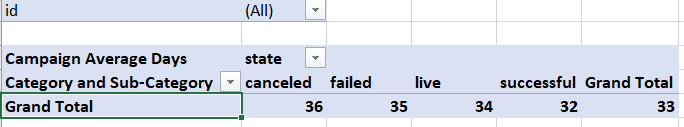 id (All)
Campaign Average Days state
Category and Sub-Category canceled failed live successful Grand Total
Grand Total 36 35 34 32 33